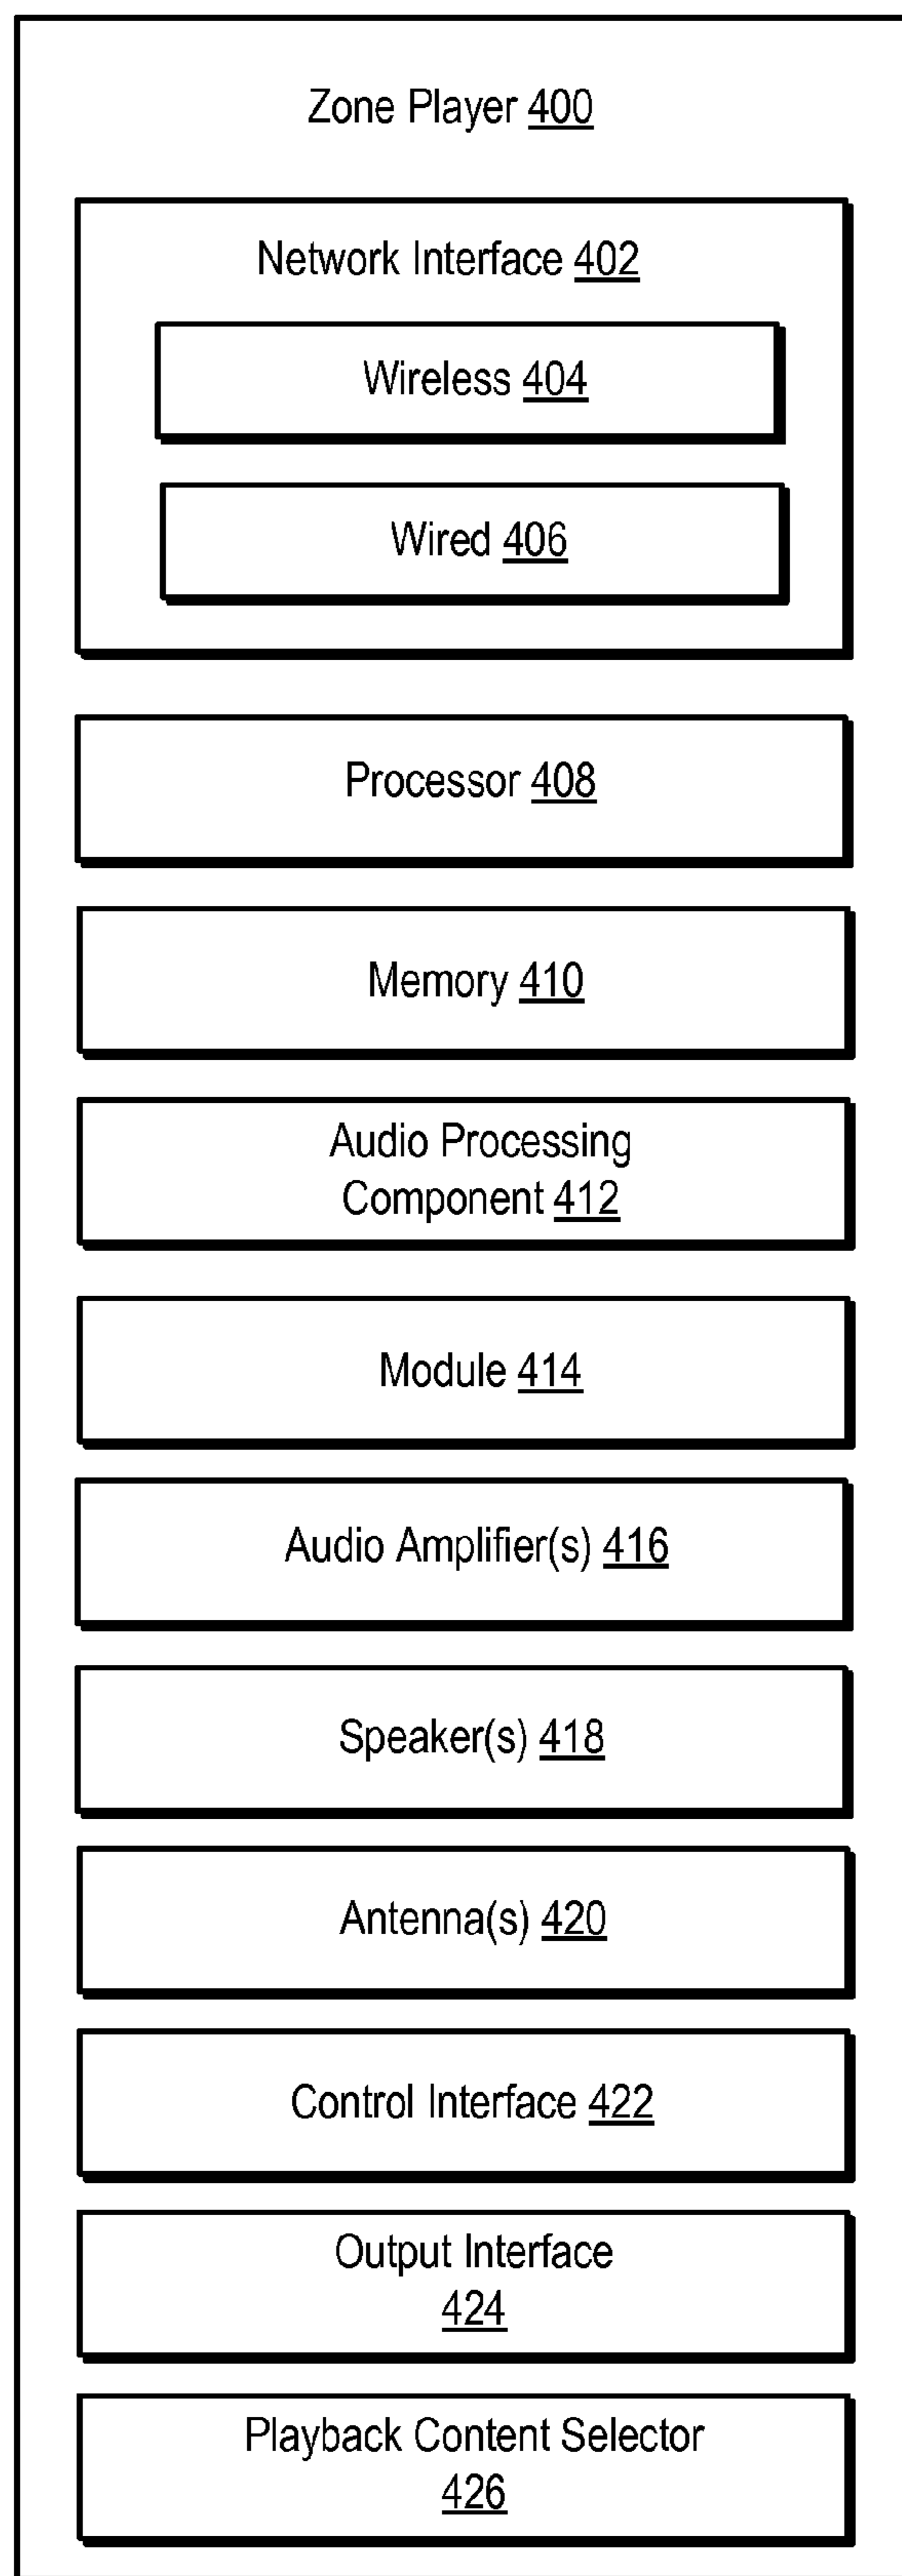 Zone Player 400
Network Interface 402
Wireless 404
Wired 406
Processor 408
Memory 410
Audio Processing
Component 412
Module 414
Audio Amplifier(s) 416
Speaker(s) 418
Antenna(s) 420
Control Interface 422
Output Interface
424
Playback Content Selector
426